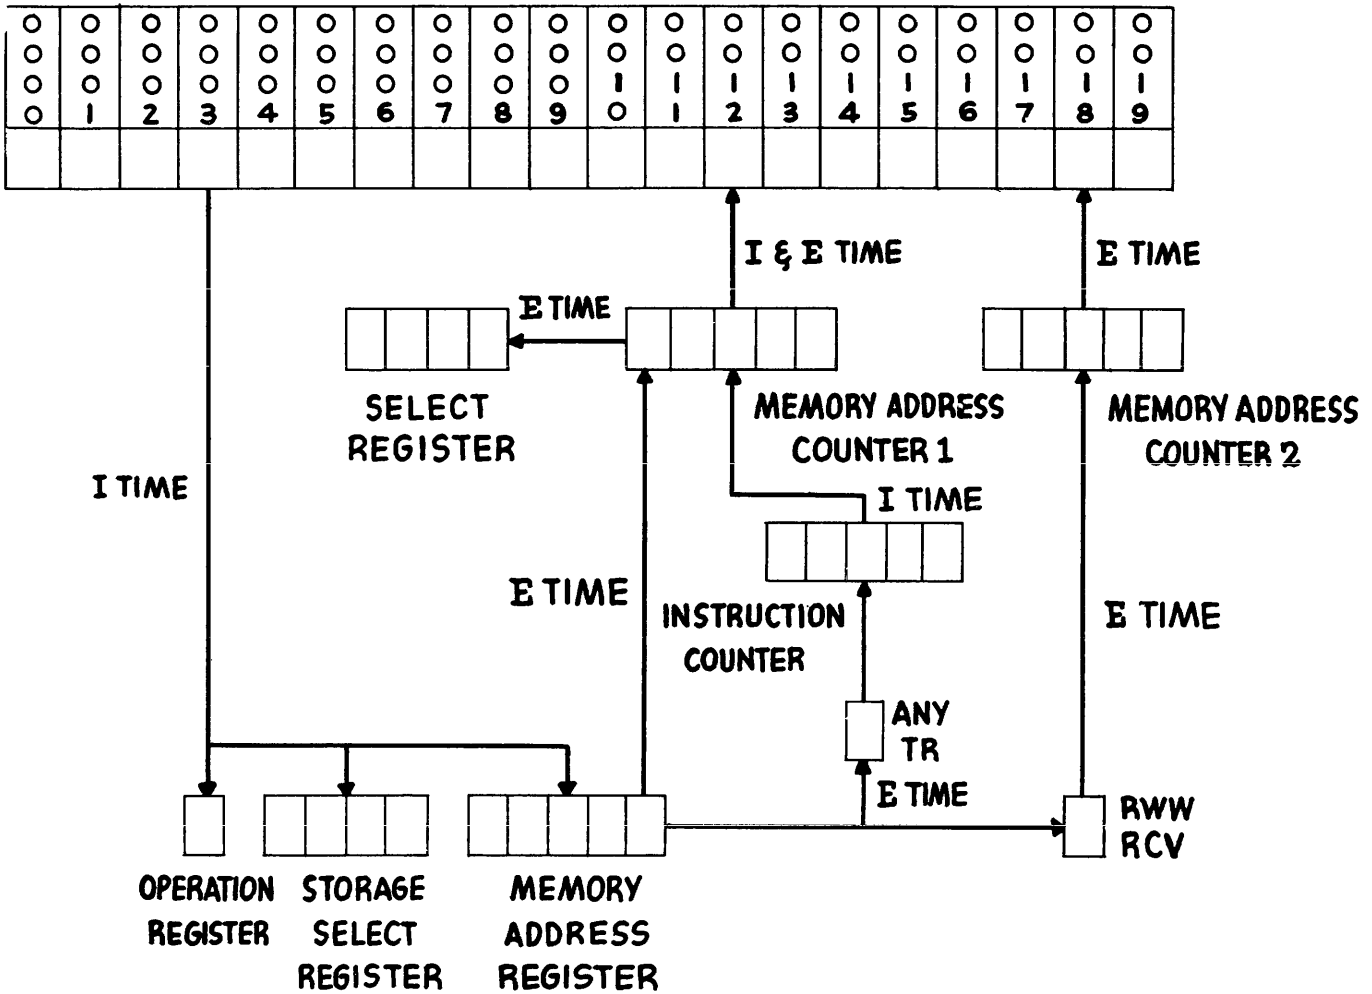 0 0 0 0 0 0 0 0 0 0 0 0 0 0 0 0 0 0 0 0
0 0 0 0 0 0 0 0 0 0 0 0 0 0 0 0 0 0 0 0
0 0 0 0 0 0 0 0 0 0 1 1 1 1 1 1 1 1 1 1
0 1 2 3 4 5 6 7 8 9 0 1 2 3 4 5 6 7 8 9
I & E TIME
E TIME
E TIME
SELECT
REGISTER
MEMORY ADDRESS
COUNTER 1
MEMORY ADDRESS
COUNTER 2
I TIME
I TIME
E TIME
INSTRUCTION
COUNTER
E TIME
ANY
TR
E TIME
RWW
RCV
OPERATION
REGISTER
STORAGE
SELECT
REGISTER
MEMORY
ADDRESS
REGISTER